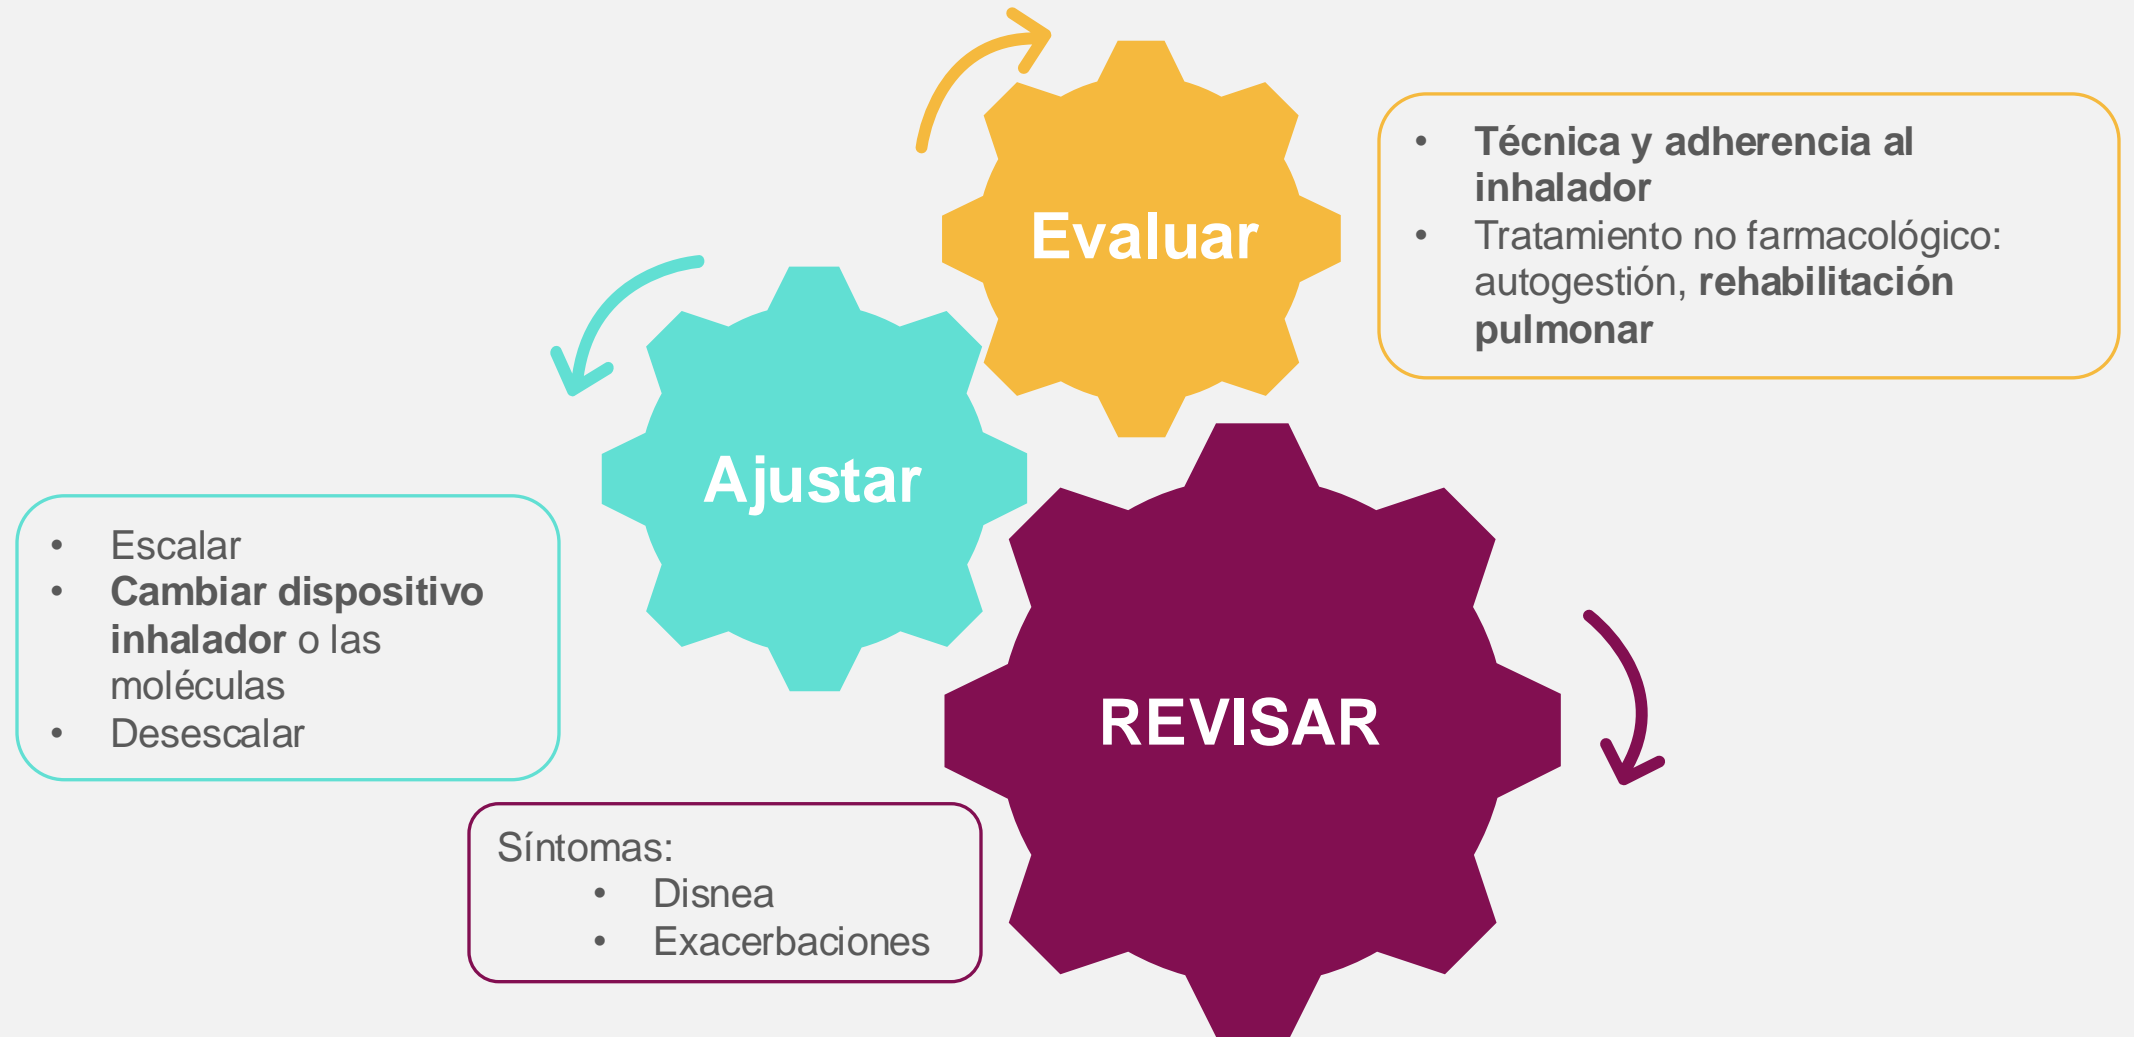 Evaluar
• Técnica y adherencia al
inhalador
• Tratamiento no farmacológico:
autogestión, rehabilitación
pulmonar
Ajustar
• Escalar
• Cambiar dispositivo
inhalador o las
moléculas
• Desescalar
REVISAR
Síntomas:
• Disnea
• Exacerbaciones